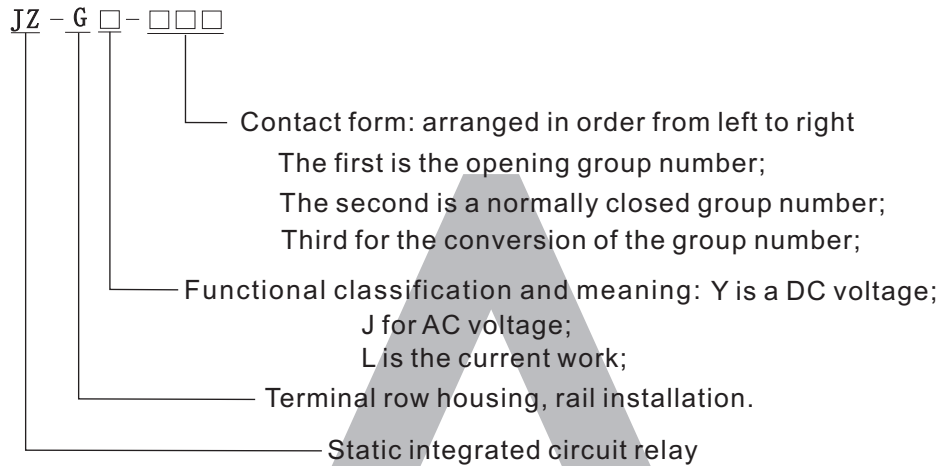 JZ-G□-□□□
Contact form: arranged in order from left to right
The first is the opening group number;
The second is a normally closed group number;
Third for the conversion of the group number;
Functional classification and meaning: Y is a DC voltage;
J for AC voltage;
L is the current work;
Terminal row housing, rail installation.
Static integrated circuit relay